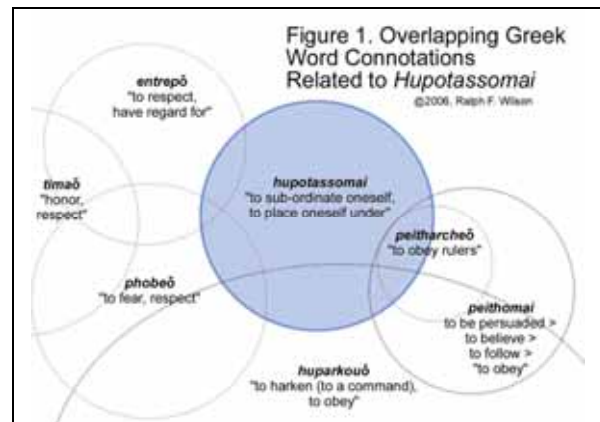 Figure 1. Overlapping Greek
Word Connotations
Related to Hupotassomai
@2006, Ralph F. Wilson
entrepō
"to respect,
have regard for"
timaō
"honor,
respect"
hupotassomai
"to sub-ordinate oneself,
to place oneself under"
peitharcheō
"to obey rulers"
phobeō
"to fear, respect"
peithomai
to be persuaded >
to believe >
to follow >
"to obey"
huparkouō
"to harken (to a command),
to obey"